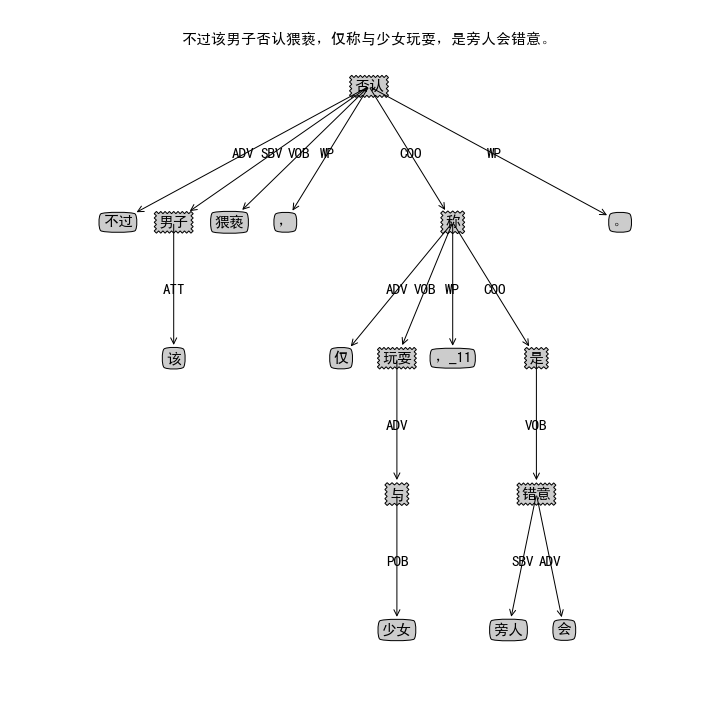 不过该男子否认猥亵，仅称与少女玩耍，是旁人会错意。
否认
ADV SBV VOB WP COO WP
不过 男子 猥亵 ， 称 。
ATT ADV VOB WP COO
该 仅 玩耍 ，_11 是
ADV VOB
与 错意
POB SBV ADV
少女 旁人 会